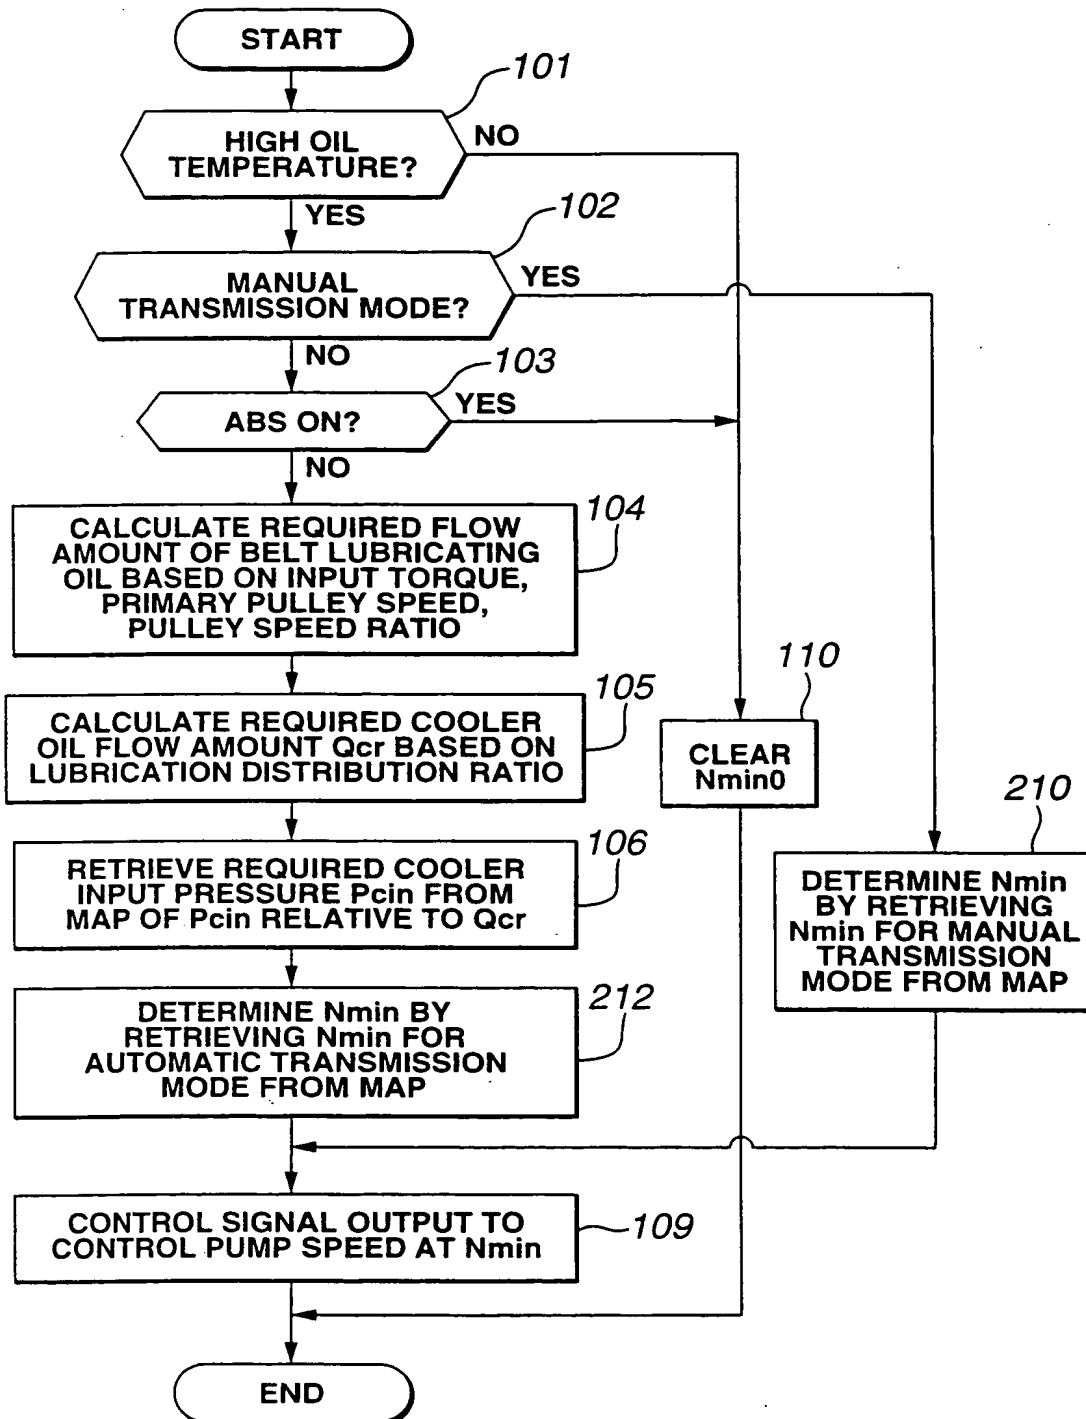 START
101
HIGH OIL
TEMPERATURE?
NO
YES
102
MANUAL
TRANSMISSION MODE?
YES
NO
103
ABS ON?
YES
NO
104
CALCULATE REQUIRED FLOW
AMOUNT OF BELT LUBRICATING
OIL BASED ON INPUT TORQUE,
PRIMARY PULLEY SPEED,
PULLEY SPEED RATIO
105
CALCULATE REQUIRED COOLER
OIL FLOW AMOUNT Qcr BASED ON
LUBRICATION DISTRIBUTION RATIO
110
CLEAR
Nmin0
106
RETRIEVE REQUIRED COOLER
INPUT PRESSURE Pcin FROM
MAP OF Pcin RELATIVE TO Qcr
210
DETERMINE Nmin
BY RETRIEVING
Nmin FOR MANUAL
TRANSMISSION
MODE FROM MAP
212
DETERMINE Nmin BY
RETRIEVING Nmin FOR
AUTOMATIC TRANSMISSION
MODE FROM MAP
CONTROL SIGNAL OUTPUT TO
CONTROL PUMP SPEED AT Nmin
109
END